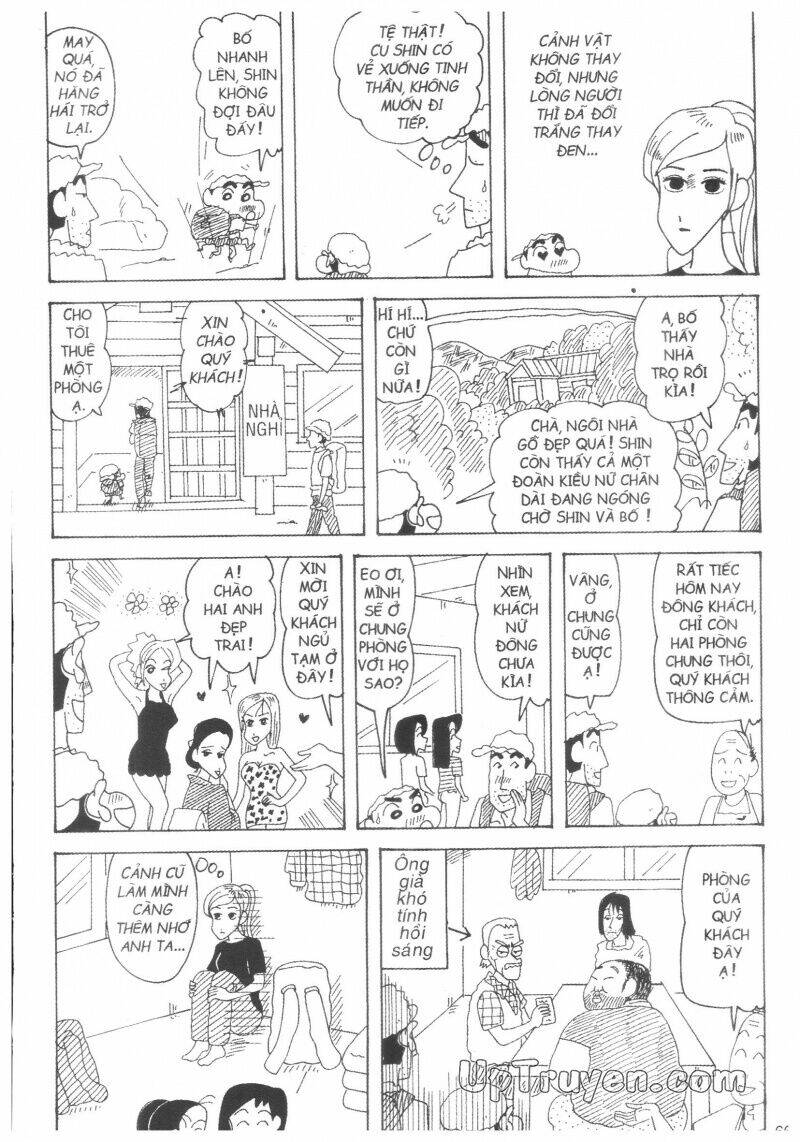 CẢNH VẬT
KHÔNG THAY
ĐỔI, NHƯNG
LÒNG NGƯỜI
THÌ ĐÃ ĐỔI
TRẮNG THAY
ĐEN...
TỆ THẬT!
CU SHIN CÓ
VẺ XUỐNG TINH
THẦN, KHÔNG
MUỐN ĐI
TIẾP.
BỐ
NHANH
LÊN, SHIN
KHÔNG
ĐỢI ĐÂU
ĐẤY!
MAY
QUÁ,
NÓ ĐÃ
HĂNG
HÁI TRỞ
LẠI.
A, BỐ
THẤY
NHÀ
TRỌ RỒI
KÌA!
CHÀ, NGÔI NHÀ
GỖ ĐẸP QUÁ! SHIN
CÒN THẤY CẢ MỘT
ĐOÀN KIỀU NỮ CHÂN
DÀI ĐANG NGÓNG
CHỜ SHIN VÀ BỐ !
HÍ HÍ...
CHỨ
CÒN
GÌ
NỮA!
NHÀ
NGHỈ
XIN
CHÀO
QUÝ
KHÁCH!
CHO
TÔI
THUÊ
MỘT
PHÒNG
Ạ.
RẤT TIẾC
HÔM NAY
ĐÔNG KHÁCH,
CHỈ CÒN
HAI PHÒNG
CHUNG THÔI,
QUÝ KHÁCH
THÔNG CẢM.
VÂNG,
Ở
CHUNG
CŨNG
ĐƯỢC
Ạ!
NHÌN
XEM,
KHÁCH
NỮ
ĐÔNG
CHƯA
KÌA!
EO ƠI,
MÌNH
SẼ Ở
CHUNG
PHÒNG
VỚI HỌ
SAO?
XIN
MỜI
QUÝ
KHÁCH
NGỦ
TẠM Ở
ĐÂY!
A!
CHÀO
HAI ANH
ĐẸP
TRAI!
PHÒNG
CỦA
QUÝ
KHÁCH
ĐÂY
Ạ!
Ông
già
khó
tính
hồi
sáng
CẢNH CŨ
LÀM MÌNH
CÀNG
THÊM NHỚ
ANH TA...
UpTruyen.com